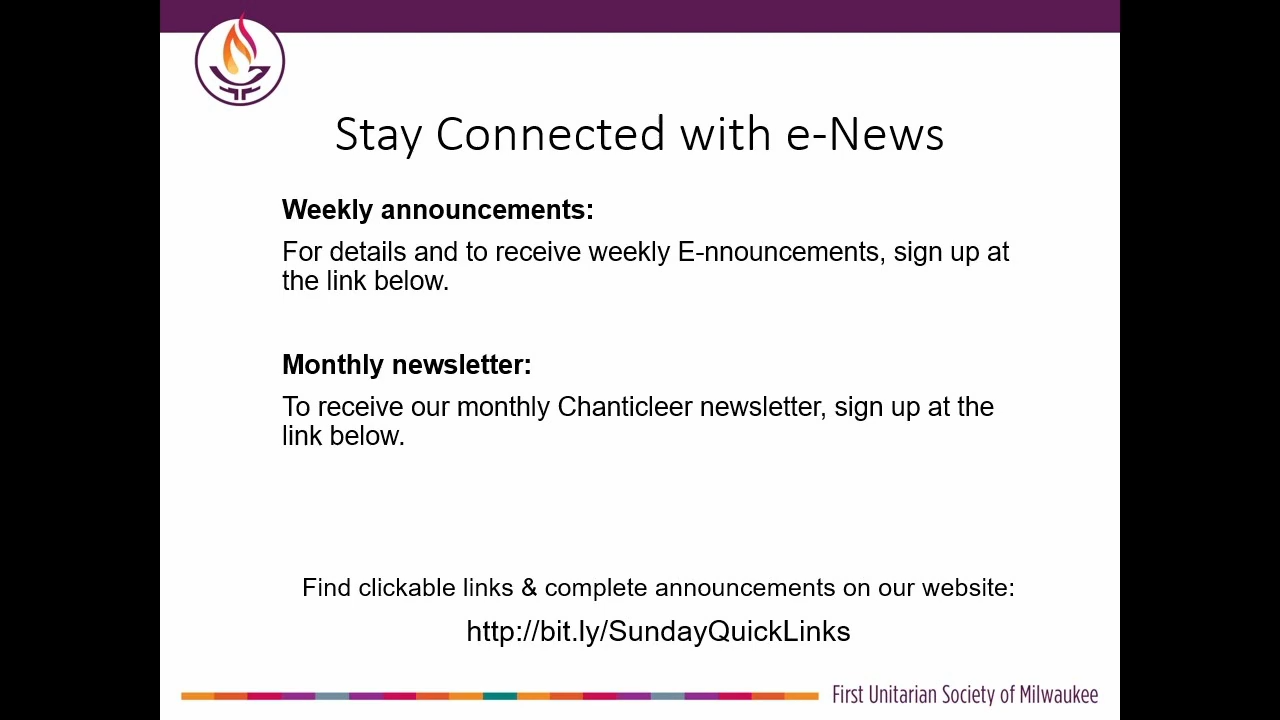 Stay Connected with e-News
Weekly announcements:
For details and to receive weekly E-nnouncements, sign up at
the link below.
Monthly newsletter:
To receive our monthly Chanticleer newsletter, sign up at the
link below.
Find clickable links & complete announcements on our website:
http://bit.ly/SundayQuickLinks
First Unitarian Society of Milwaukee